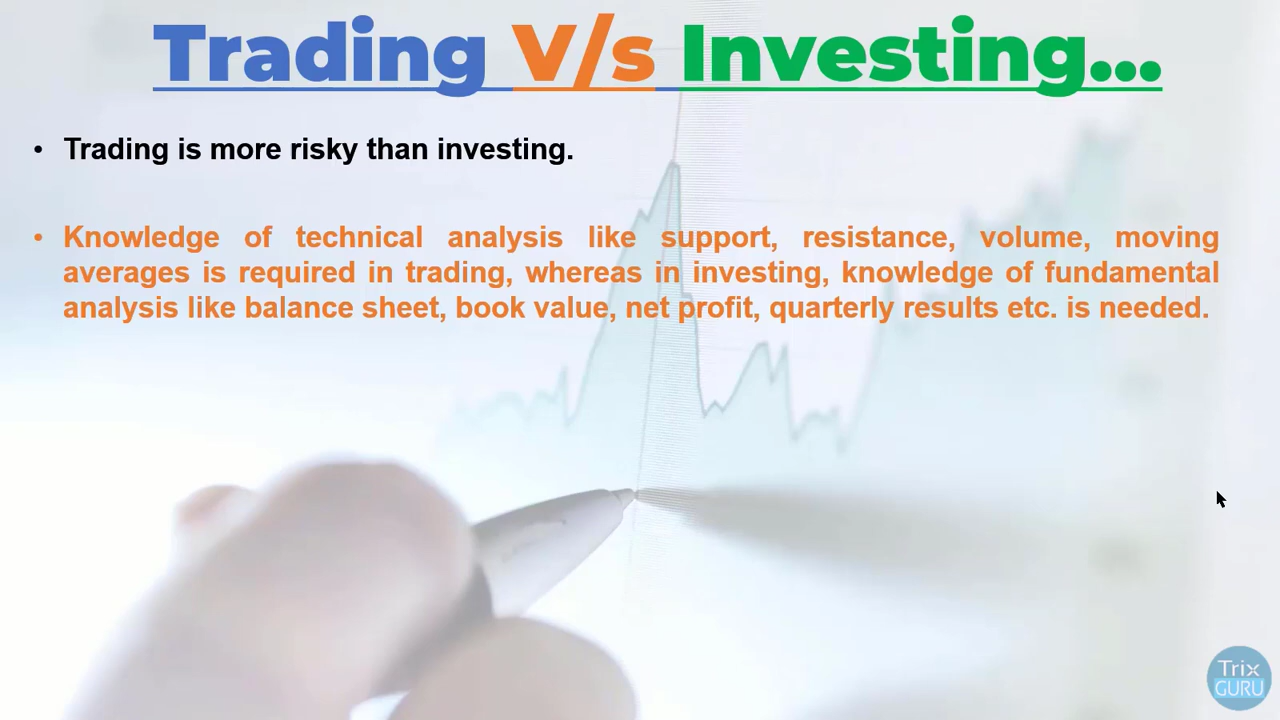 Trading V/s Investing...
• Trading is more risky than investing.
• Knowledge of technical analysis like support, resistance, volume, moving
averages is required in trading, whereas in investing, knowledge of fundamental
analysis like balance sheet, book value, net profit, quarterly results etc. is needed.
Trix
GURU